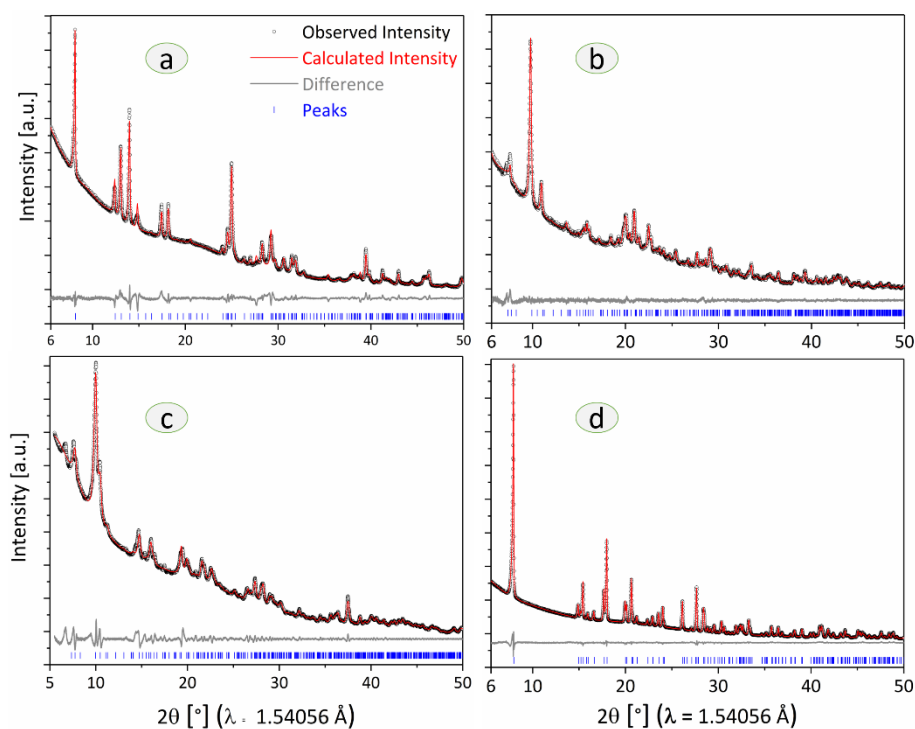 a
Observed Intensity
Calculated Intensity
Difference
Peaks
Intensity [a.u.]
6 10 20 30 40 50
b
6 10 20 30 40 50
c
Intensity [a.u.]
5 10 20 30 40 50
2θ [°] (λ = 1.54056 Å)
d
6 10 20 30 40 50
2θ [°] (λ = 1.54056 Å)